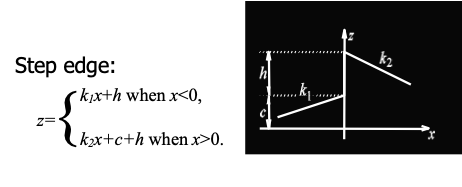 Step edge:
k₁x+h when x<0,
z={
k₂x+c+h when x>0.
z
k₂
h
k₁
c
x